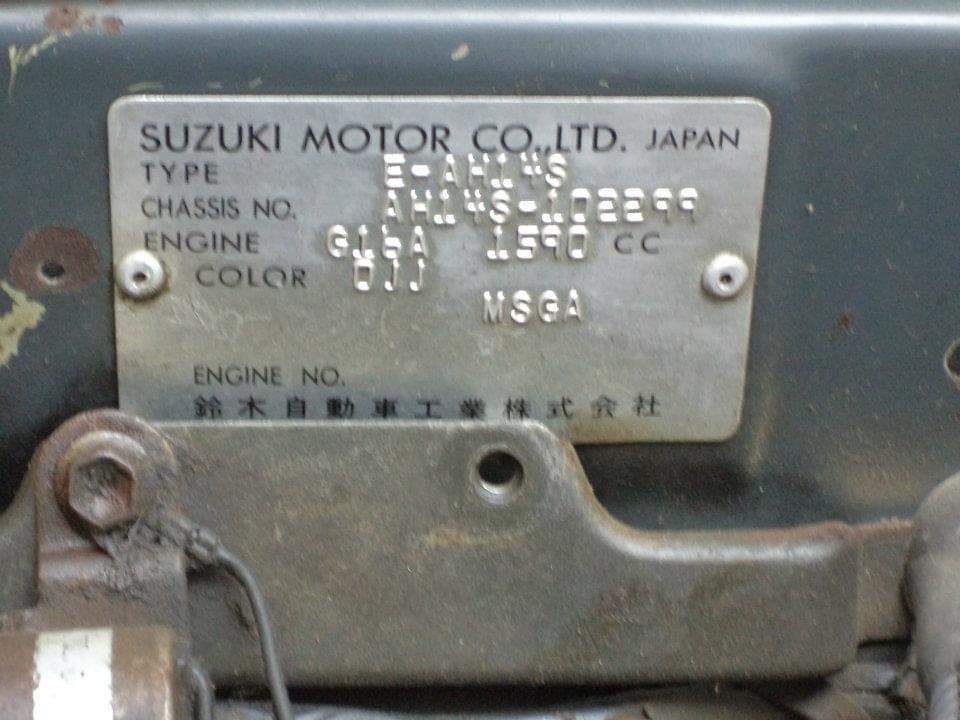 SUZUKI MOTOR CO.,LTD. JAPAN
TYPE E-AH14S
CHASSIS NO. AH14S-102299
ENGINE G16A 1590 CC
COLOR 0JJ
MSGA
ENGINE NO.
鈴木自動車工業株式会社